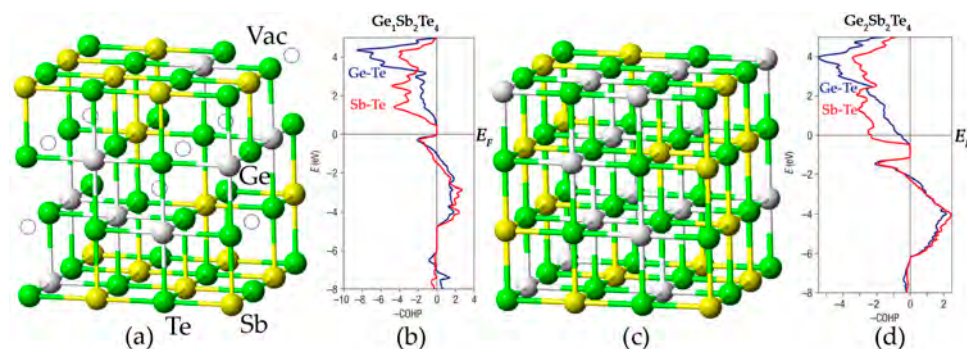 Vac
Ge
Te
Sb
(a)
Ge₁Sb₂Te₄
4
2
0
−2
−4
−6
−8
E (eV)
Ge-Te
Sb-Te
E_F
−10 −8 −6 −4 −2 0 2 4
−COHP
(b)
(c)
Ge₂Sb₂Te₄
4
2
0
−2
−4
−6
−8
E (eV)
Ge-Te
Sb-Te
E
−4 −2 0 2
−COHP
(d)